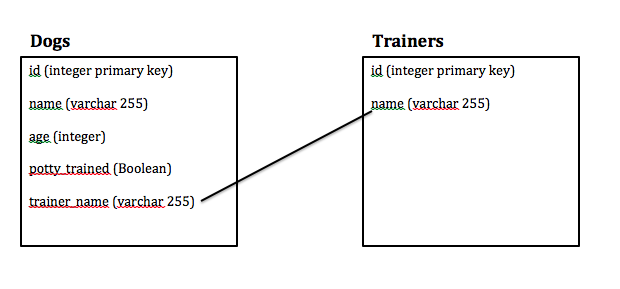 Dogs
id (integer primary key)
name (varchar 255)
age (integer)
potty_trained (Boolean)
trainer_name (varchar 255)
Trainers
id (integer primary key)
name (varchar 255)